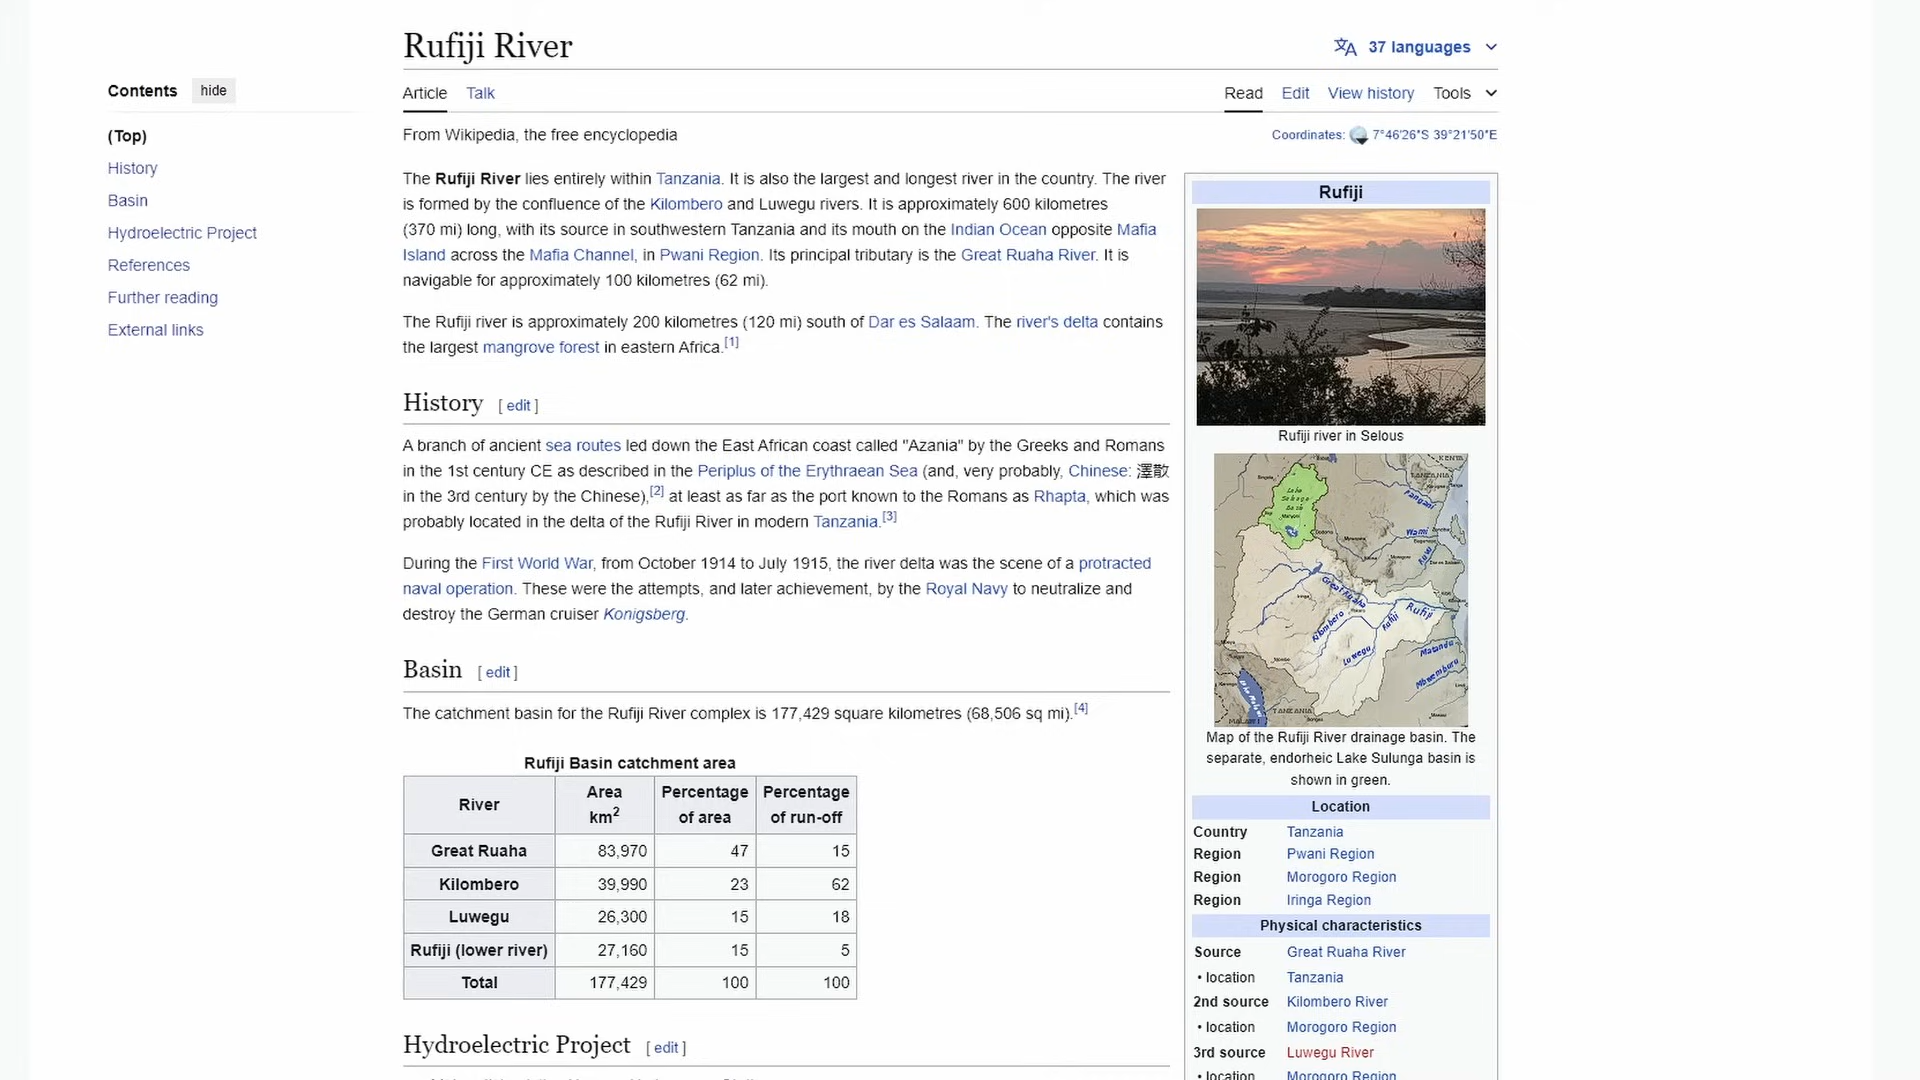 Rufiji River
37 languages
Contents hide
Article Talk Read Edit View history Tools
(Top)
History
Basin
Hydroelectric Project
References
Further reading
External links
From Wikipedia, the free encyclopedia
Coordinates: 7°46′26″S 39°21′50″E
The Rufiji River lies entirely within Tanzania. It is also the largest and longest river in the country. The river
is formed by the confluence of the Kilombero and Luwegu rivers. It is approximately 600 kilometres
(370 mi) long, with its source in southwestern Tanzania and its mouth on the Indian Ocean opposite Mafia
Island across the Mafia Channel, in Pwani Region. Its principal tributary is the Great Ruaha River. It is
navigable for approximately 100 kilometres (62 mi).
The Rufiji river is approximately 200 kilometres (120 mi) south of Dar es Salaam. The river's delta contains
the largest mangrove forest in eastern Africa.[1]
History [ edit ]
A branch of ancient sea routes led down the East African coast called "Azania" by the Greeks and Romans
in the 1st century CE as described in the Periplus of the Erythraean Sea (and, very probably, Chinese: 澤散
in the 3rd century by the Chinese),[2] at least as far as the port known to the Romans as Rhapta, which was
probably located in the delta of the Rufiji River in modern Tanzania.[3]
During the First World War, from October 1914 to July 1915, the river delta was the scene of a protracted
naval operation. These were the attempts, and later achievement, by the Royal Navy to neutralize and
destroy the German cruiser Konigsberg.
Basin [ edit ]
The catchment basin for the Rufiji River complex is 177,429 square kilometres (68,506 sq mi).[4]
Rufiji Basin catchment area
River Area km2 Percentage of area Percentage of run-off
Great Ruaha 83,970 47 15
Kilombero 39,990 23 62
Luwegu 26,300 15 18
Rufiji (lower river) 27,160 15 5
Total 177,429 100 100
Hydroelectric Project [ edit ]
Rufiji
Rufiji river in Selous
KENYA
TANZANIA
Pangani
Wami
Ruvu
Great Ruaha
Rufiji
Kilombero
Rufiji
Luwegu
Matandu
Mbwemburu
TANZANIA
MALAWI
Map of the Rufiji River drainage basin. The
separate, endorheic Lake Sulunga basin is
shown in green.
Location
Country Tanzania
Region Pwani Region
Region Morogoro Region
Region Iringa Region
Physical characteristics
Source Great Ruaha River
• location Tanzania
2nd source Kilombero River
• location Morogoro Region
3rd source Luwegu River
• location Morogoro Region